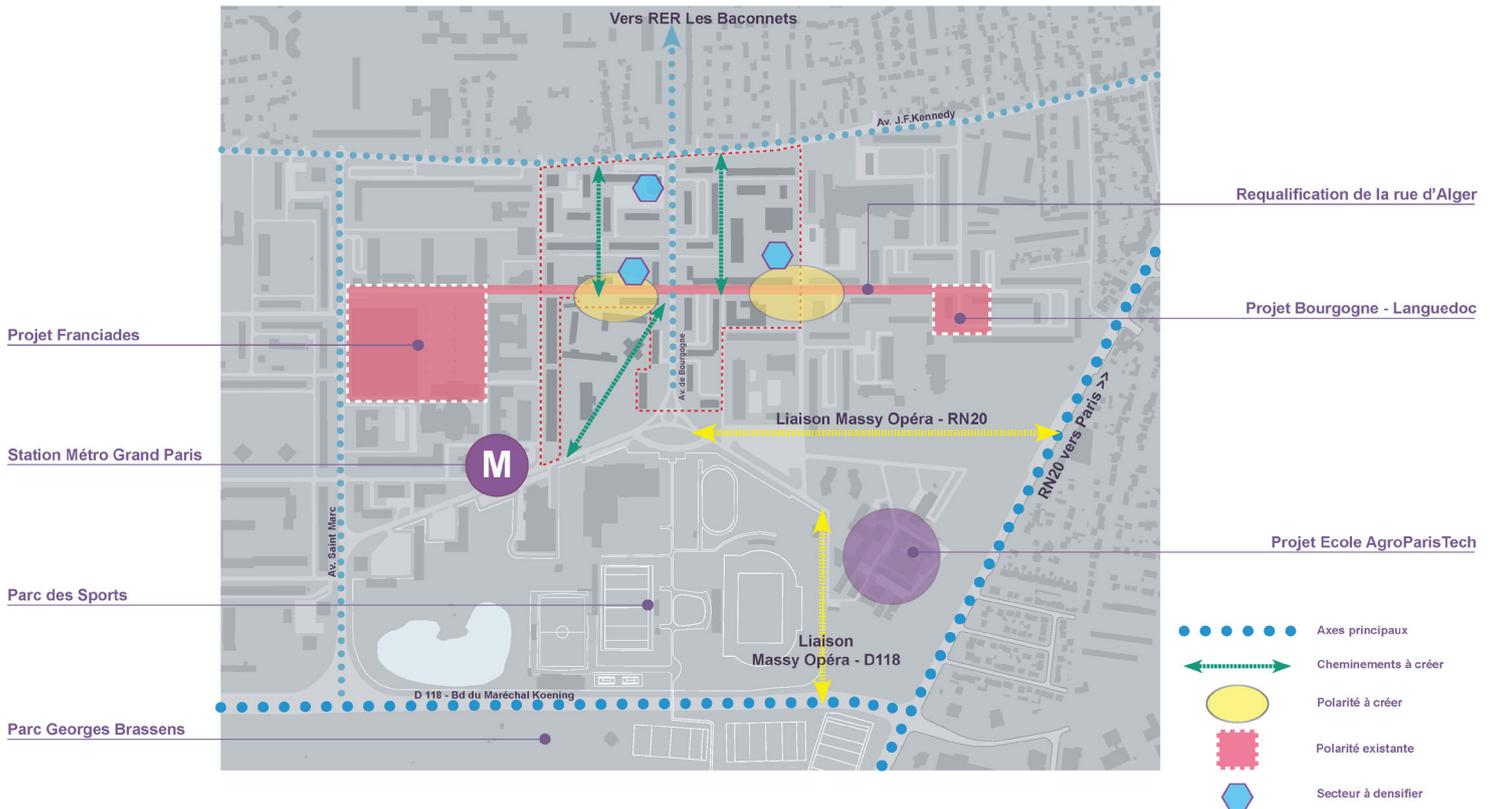 Vers RER Les Baconnets
Av. J.F.Kennedy
Requalification de la rue d'Alger
Projet Bourgogne - Languedoc
Projet Franciades
Av. de Bourgogne
Liaison Massy Opéra - RN20
RN20 vers Paris >>
Station Métro Grand Paris
M
Av. Saint Marc
Projet Ecole AgroParisTech
Parc des Sports
Liaison
Massy Opéra - D118
D 118 - Bd du Maréchal Koening
Parc Georges Brassens
Axes principaux
Cheminements à créer
Polarité à créer
Polarité existante
Secteur à densifier